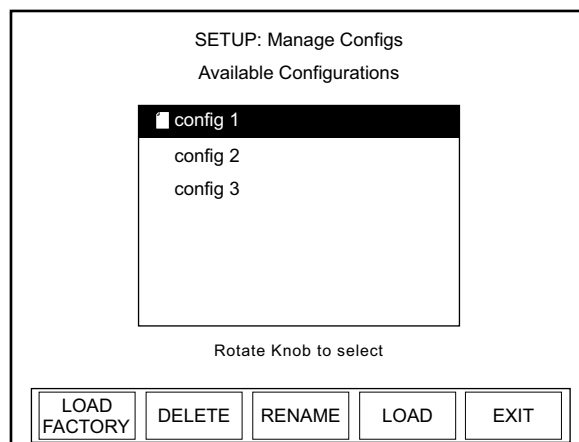 SETUP: Manage Configs
Available Configurations
config 1
config 2
config 3
Rotate Knob to select
LOAD FACTORY
DELETE
RENAME
LOAD
EXIT